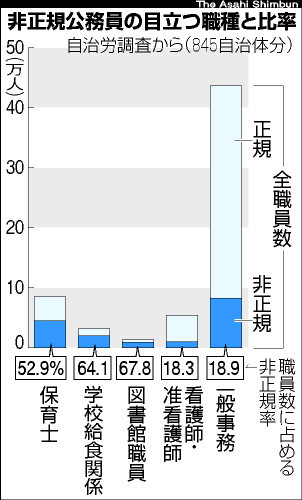 The Asahi Shimbun
非正規公務員の目立つ職種と比率
自治労調査から(845自治体分)
50
(万人)
40
30
20
10
0
正規
非正規
全職員数
52.9%
64.1
67.8
18.3
18.9
職員数に占める
非正規率
保育士
学校給食関係
図書館職員
看護師・
准看護師
一般事務